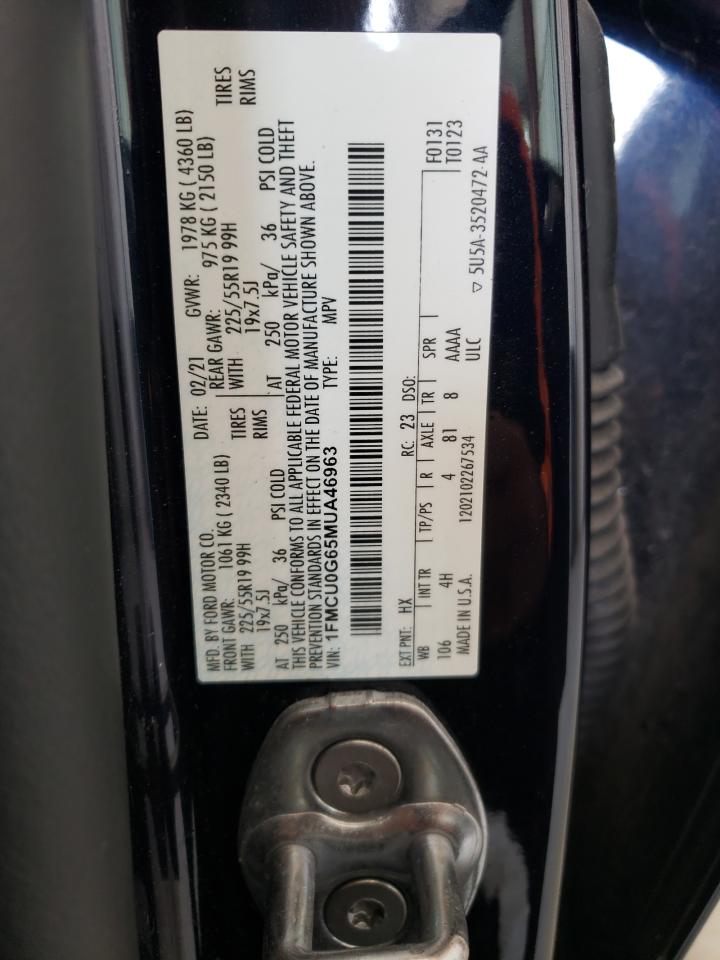 MFD. BY FORD MOTOR CO.
DATE: 02/21 GVWR: 1978 KG ( 4360 LB)
FRONT GAWR: 1061 KG ( 2340 LB)
REAR GAWR: 975 KG ( 2150 LB)
WITH 225/55R19 99H TIRES
WITH 225/55R19 99H TIRES
19x7.5J RIMS
19x7.5J RIMS
AT 250 kPa/ 36 PSI COLD
AT 250 kPa/ 36 PSI COLD
THIS VEHICLE CONFORMS TO ALL APPLICABLE FEDERAL MOTOR VEHICLE SAFETY AND THEFT
PREVENTION STANDARDS IN EFFECT ON THE DATE OF MANUFACTURE SHOWN ABOVE.
VIN: 1FMCU0G65MUA46963 TYPE: MPV
EXT PNT: HX RC: 23 DSO: F0131
WB INT TR TP/PS R AXLE TR SPR T0123
106 4H 4 81 8 AAAA
ULC
MADE IN U.S.A. 1202102267534 ▽ 5U5A-3520472-AA